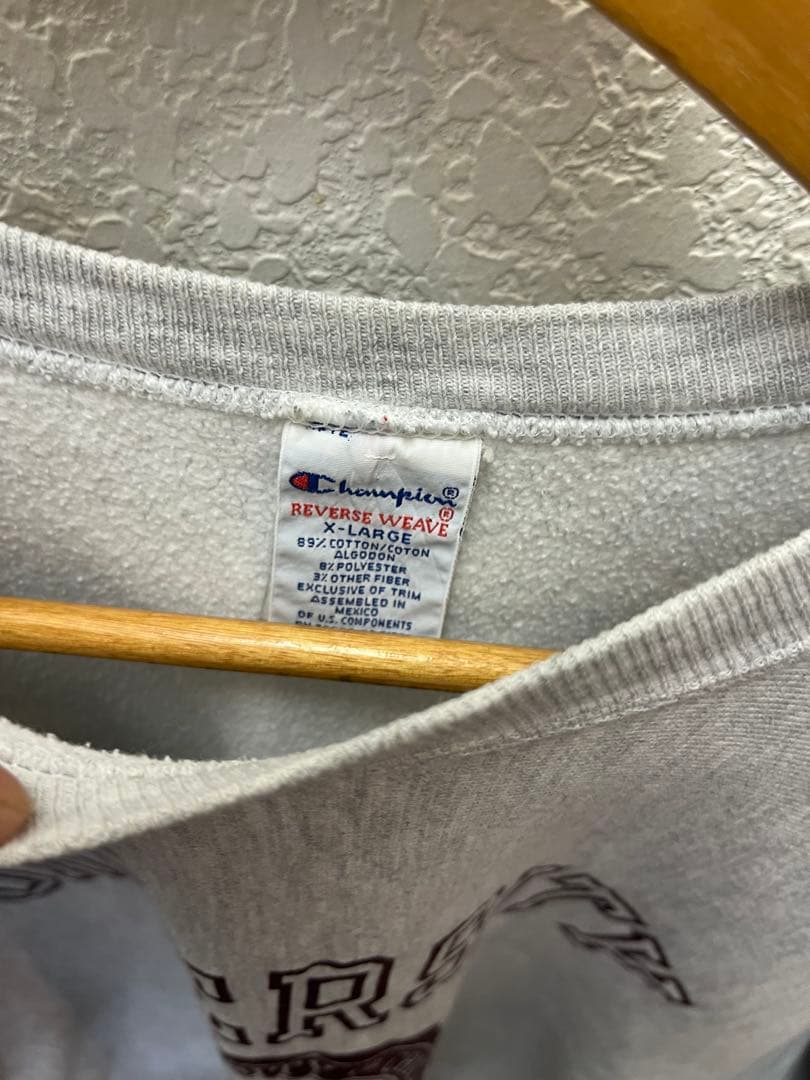 Champion®
REVERSE WEAVE®
X-LARGE
89% COTTON/COTON
ALGODON
8% POLYESTER
3% OTHER FIBER
EXCLUSIVE OF TRIM
ASSEMBLED IN
MEXICO
OF U.S. COMPONENTS
ERSITY